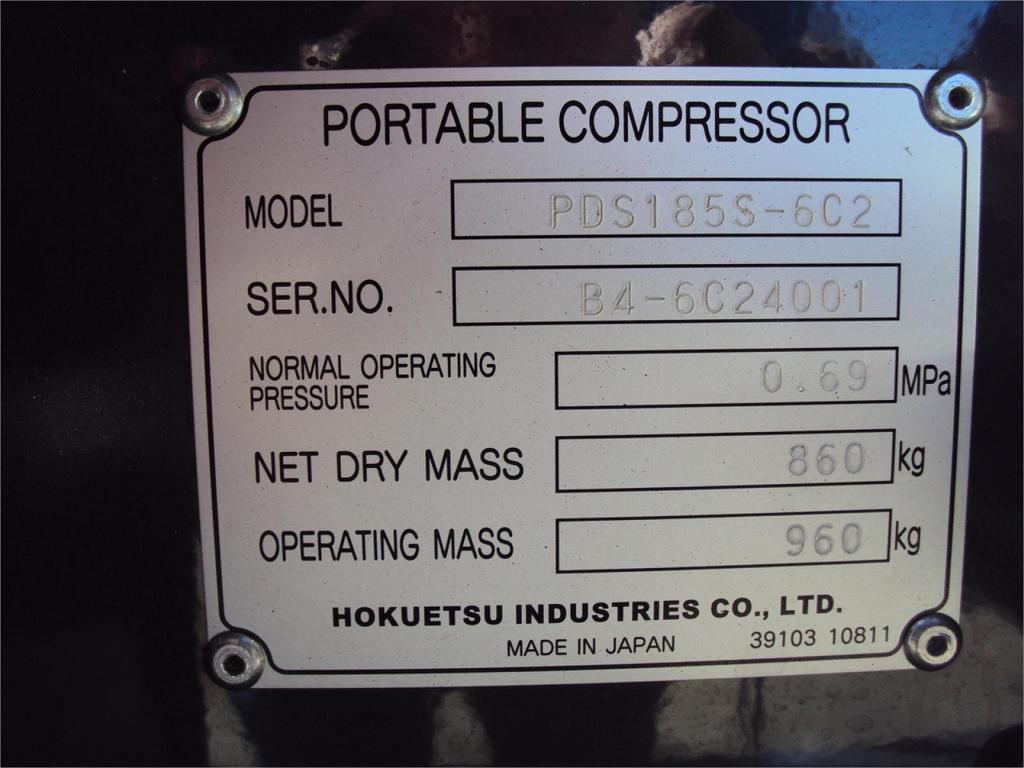 PORTABLE COMPRESSOR
MODEL PDS185S-6C2
SER.NO. B4-6C24001
NORMAL OPERATING
PRESSURE 0.69 MPa
NET DRY MASS 860 kg
OPERATING MASS 960 kg
HOKUETSU INDUSTRIES CO., LTD.
MADE IN JAPAN 39103 10811